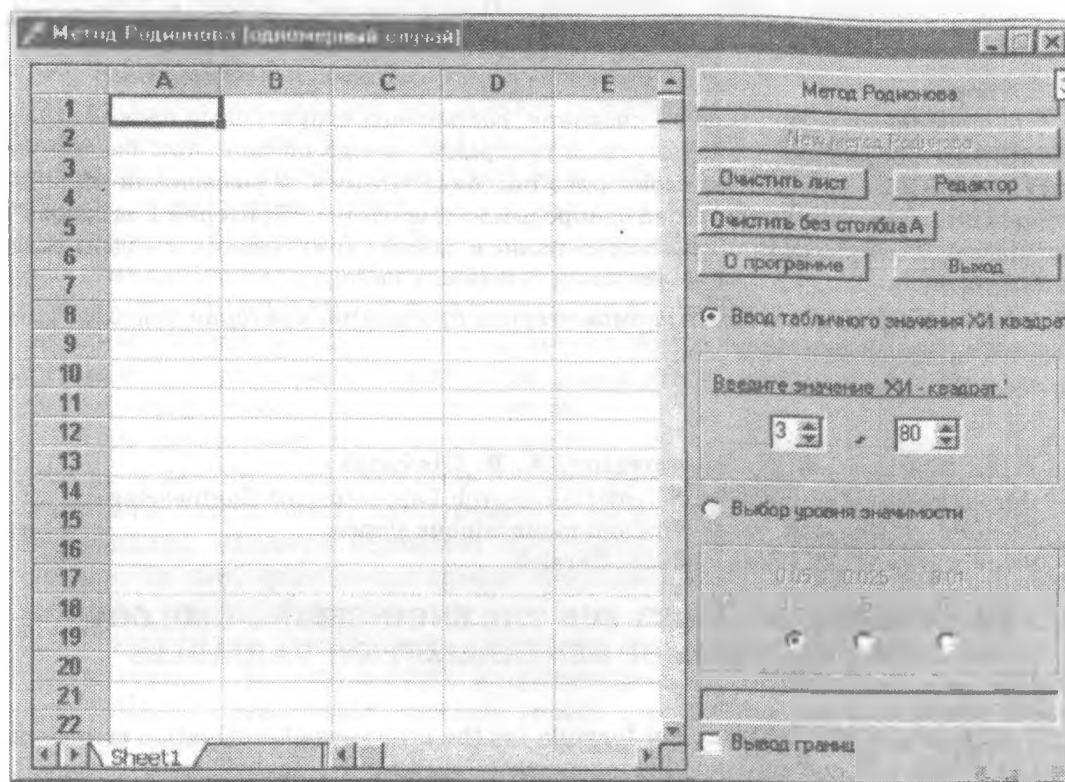 Метод Родионова [одномерный случай]
A B C D E
1
2
3
4
5
6
7
8
9
10
11
12
13
14
15
16
17
18
19
20
21
22
Sheet1
Метод Родионова
New метод Родионова
Очистить лист Редактор
Очистить без столбца A
О программе Выход
Ввод табличного значения ХИ квадрат
Введите значение 'ХИ - квадрат '
3 , 80
Выбор уровня значимости
0.05 0.025 0.01
Вывод границ